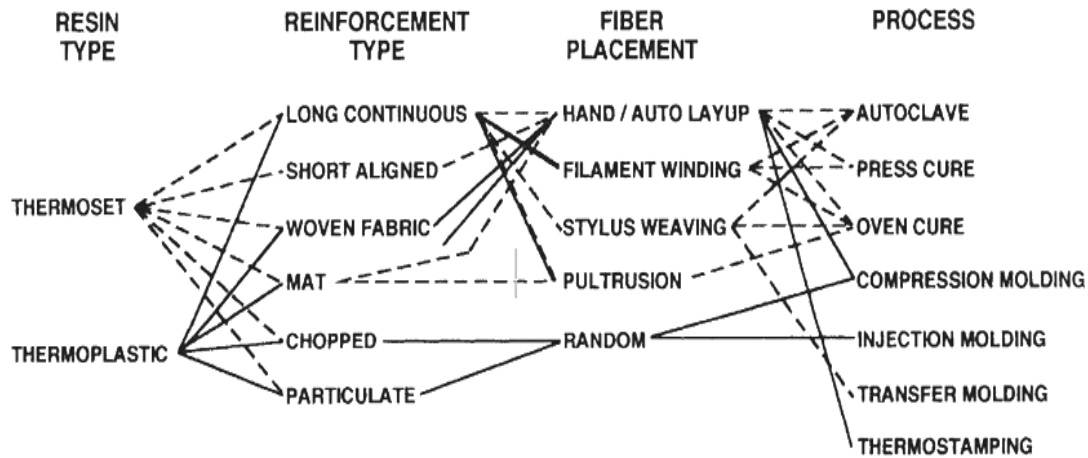 RESIN TYPE
REINFORCEMENT TYPE
FIBER PLACEMENT
PROCESS
LONG CONTINUOUS
HAND / AUTO LAYUP
AUTOCLAVE
SHORT ALIGNED
FILAMENT WINDING
PRESS CURE
THERMOSET
WOVEN FABRIC
STYLUS WEAVING
OVEN CURE
MAT
PULTRUSION
COMPRESSION MOLDING
THERMOPLASTIC
CHOPPED
RANDOM
INJECTION MOLDING
PARTICULATE
TRANSFER MOLDING
THERMOSTAMPING